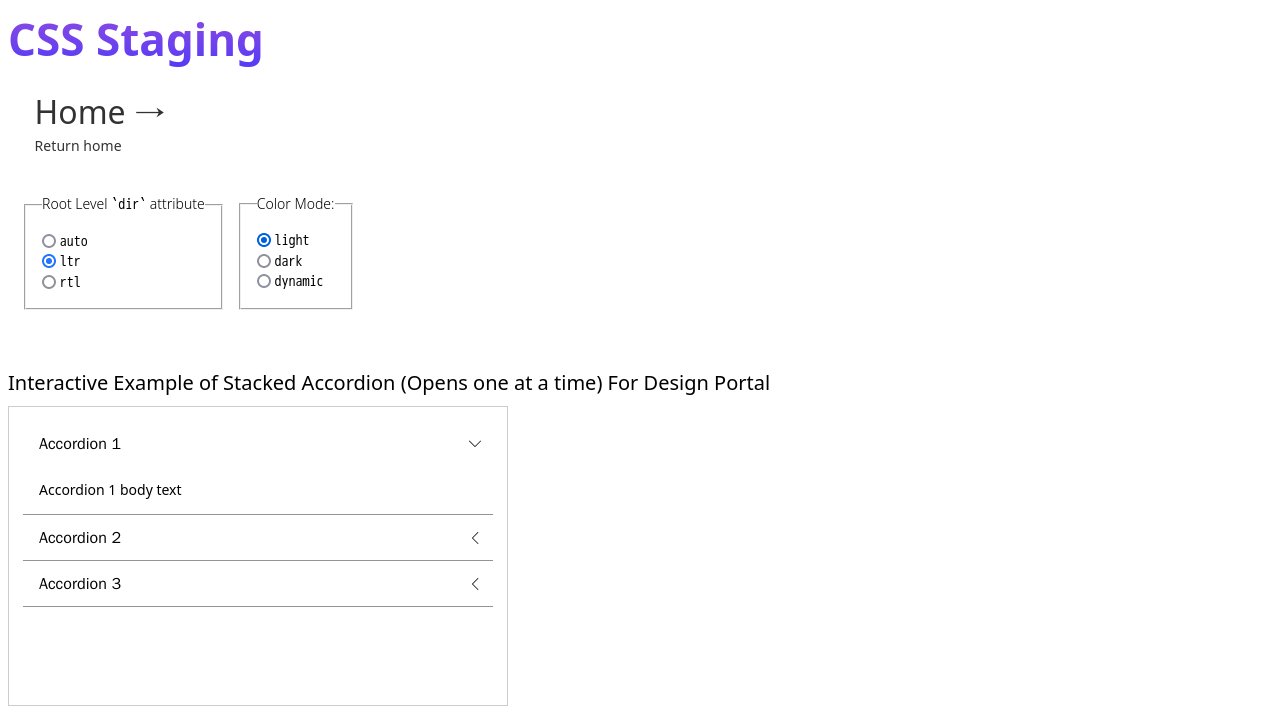 CSS Staging
Home →
Return home
Root Level `dir` attribute
auto
ltr
rtl
Color Mode:
light
dark
dynamic
Interactive Example of Stacked Accordion (Opens one at a time) For Design Portal
Accordion 1
Accordion 1 body text
Accordion 2
Accordion 3